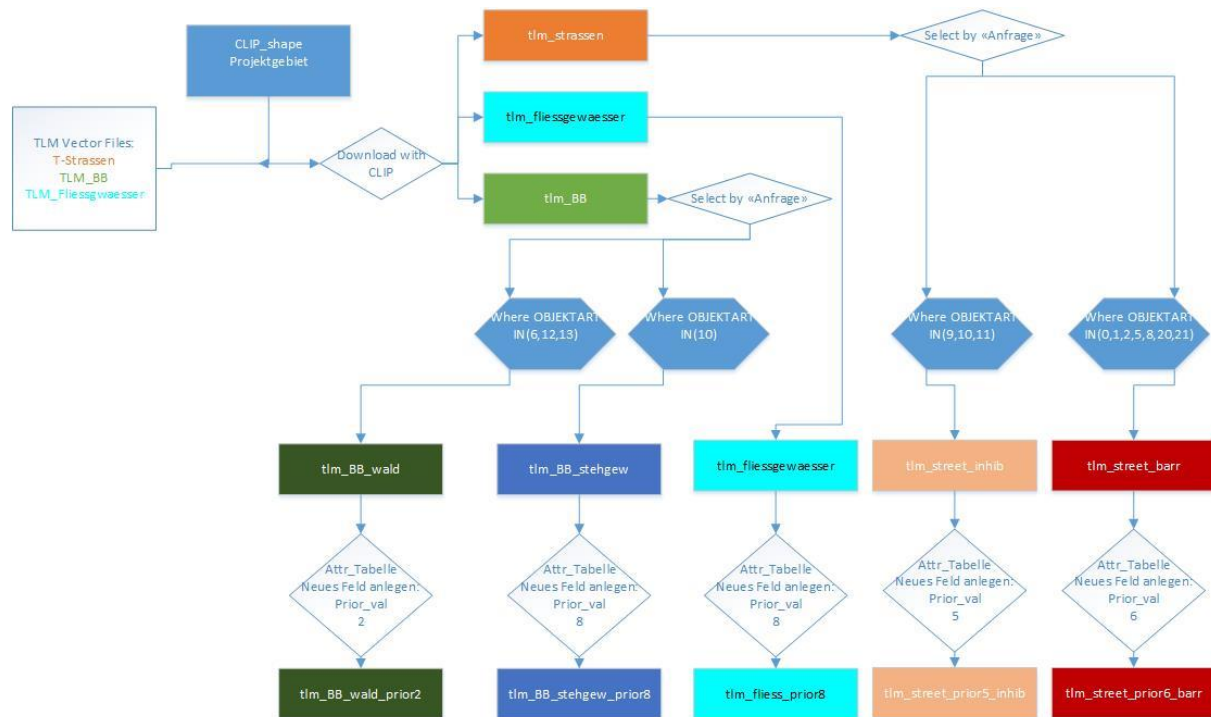 CLIP_shape
Projektgebiet
tlm_strassen
Select by «Anfrage»
TLM Vector Files:
T-Strassen
TLM_BB
TLM_Fliessgwaesser
Download with
CLIP
tlm_fliessgewaesser
tlm_BB
Select by «Anfrage»
Where OBJEKTART
IN(6,12,13)
Where OBJEKTART
IN(10)
Where OBJEKTART
IN(9,10,11)
Where OBJEKTART
IN(0,1,2,5,8,20,21)
tlm_BB_wald
tlm_BB_stehgew
tlm_fliessgewaesser
tlm_street_inhib
tlm_street_barr
Attr_Tabelle
Neues Feld anlegen:
Prior_val
2
Attr_Tabelle
Neues Feld anlegen:
Prior_val
8
Attr_Tabelle
Neues Feld anlegen:
Prior_val
8
Attr_Tabelle
Neues Feld anlegen:
Prior_val
5
Attr_Tabelle
Neues Feld anlegen:
Prior_val
6
tlm_BB_wald_prior2
tlm_BB_stehgew_prior8
tlm_fliess_prior8
tlm_street_prior5_inhib
tlm_street_prior6_barr